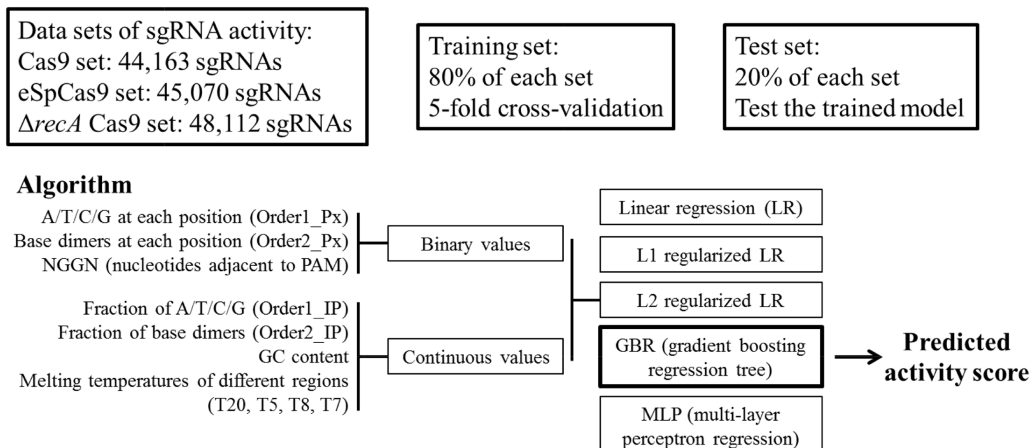 Data sets of sgRNA activity:
Cas9 set: 44,163 sgRNAs
eSpCas9 set: 45,070 sgRNAs
ΔrecA Cas9 set: 48,112 sgRNAs
Training set:
80% of each set
5-fold cross-validation
Test set:
20% of each set
Test the trained model
Algorithm
A/T/C/G at each position (Order1_Px)
Base dimers at each position (Order2_Px)
NGGN (nucleotides adjacent to PAM)
Binary values
Fraction of A/T/C/G (Order1_IP)
Fraction of base dimers (Order2_IP)
GC content
Melting temperatures of different regions
(T20, T5, T8, T7)
Continuous values
Linear regression (LR)
L1 regularized LR
L2 regularized LR
GBR (gradient boosting
regression tree)
MLP (multi-layer
perceptron regression)
Predicted
activity score